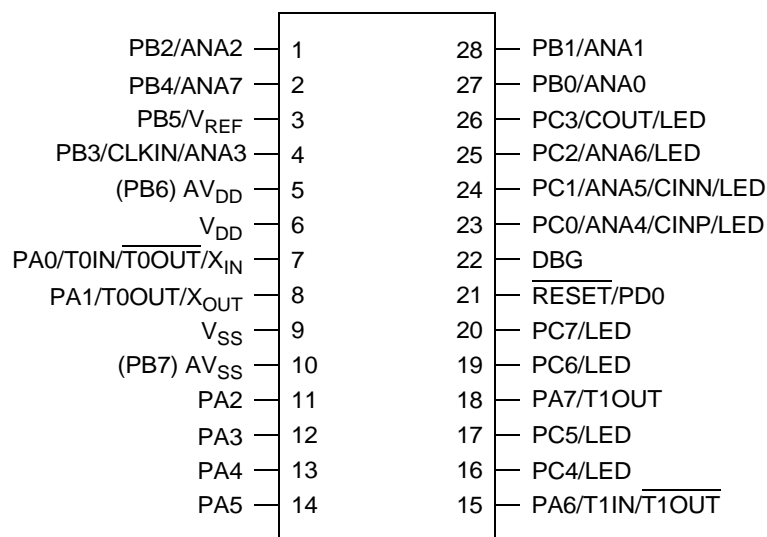 PB2/ANA2 1 28 PB1/ANA1
PB4/ANA7 2 27 PB0/ANA0
PB5/VREF 3 26 PC3/COUT/LED
PB3/CLKIN/ANA3 4 25 PC2/ANA6/LED
(PB6) AVDD 5 24 PC1/ANA5/CINN/LED
VDD 6 23 PC0/ANA4/CINP/LED
PA0/T0IN/T0OUT/XIN 7 22 DBG
PA1/T0OUT/XOUT 8 21 RESET/PD0
VSS 9 20 PC7/LED
(PB7) AVSS 10 19 PC6/LED
PA2 11 18 PA7/T1OUT
PA3 12 17 PC5/LED
PA4 13 16 PC4/LED
PA5 14 15 PA6/T1IN/T1OUT